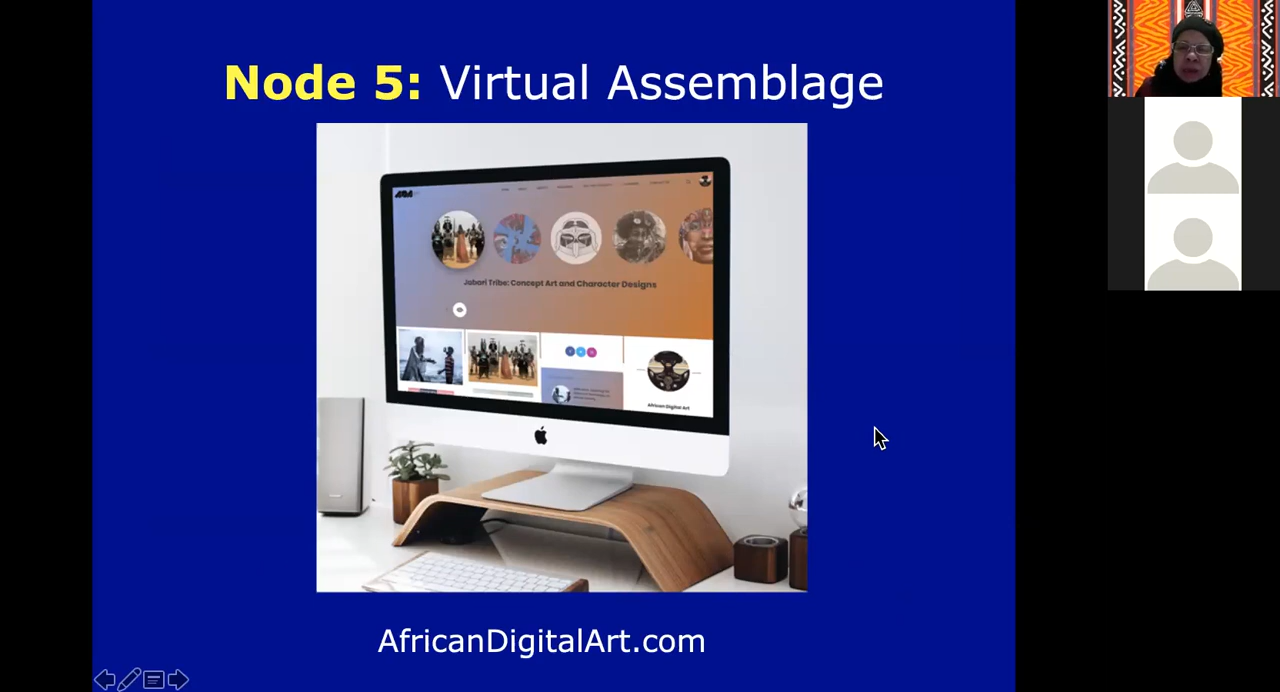 Node 5: Virtual Assemblage
Jabari Tribe: Concept Art and Character Designs
African Digital Art
AfricanDigitalArt.com